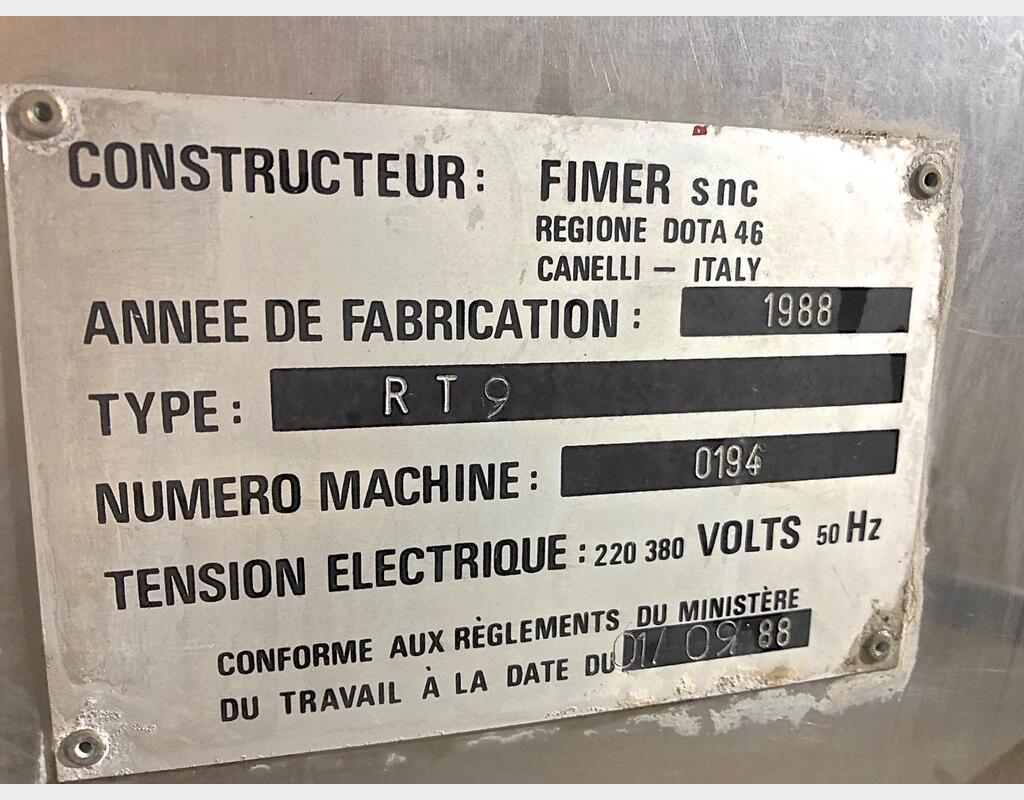 CONSTRUCTEUR: FIMER snc
REGIONE DOTA 46
CANELLI – ITALY
ANNEE DE FABRICATION: 1988
TYPE: RT9
NUMERO MACHINE: 0194
TENSION ELECTRIQUE: 220 380 VOLTS 50 Hz
CONFORME AUX RÈGLEMENTS DU MINISTÈRE
DU TRAVAIL À LA DATE DU 01/09'88